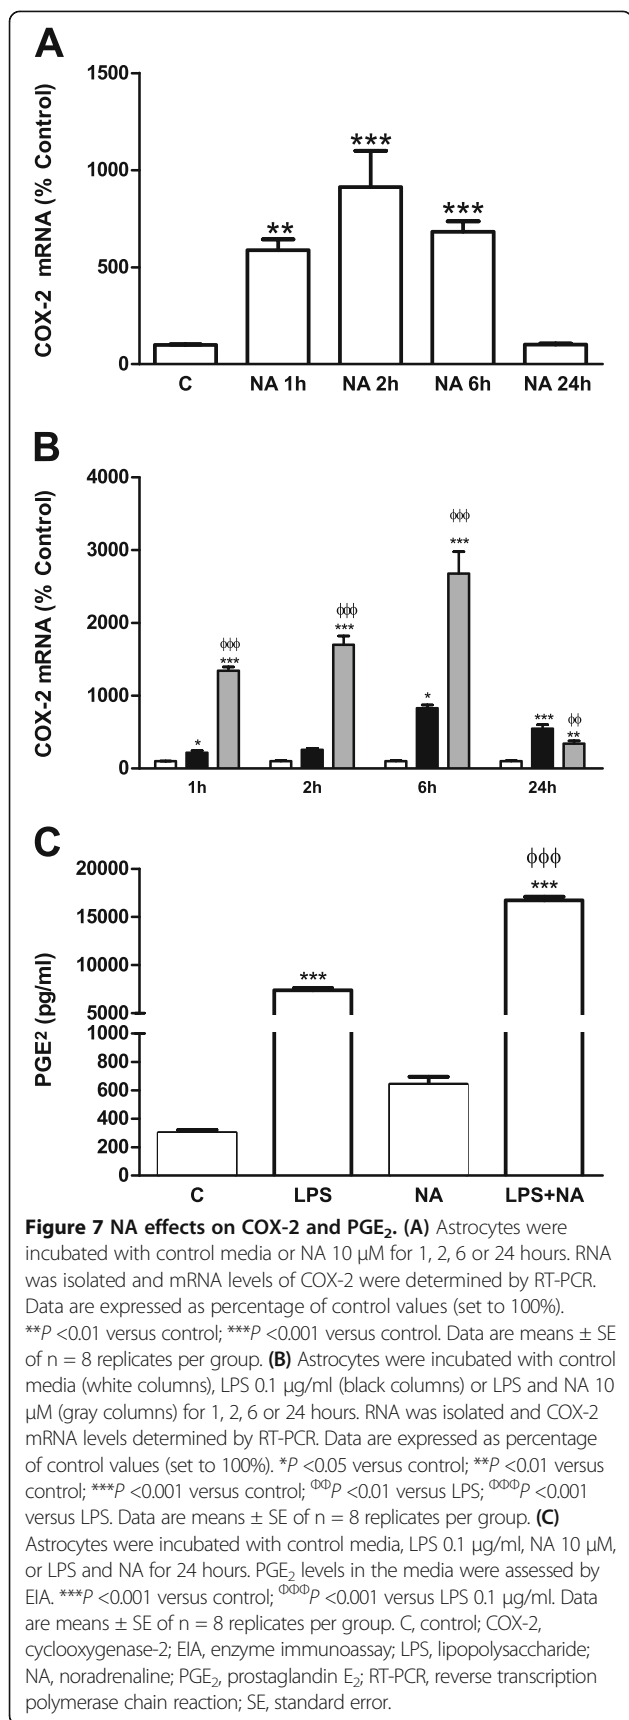 A
COX-2 mRNA (% Control)
1500
1000
500
0
**
***
***
C NA 1h NA 2h NA 6h NA 24h
B
COX-2 mRNA (% Control)
4000
3000
2000
1000
0
*
ϕϕϕ
***
ϕϕϕ
***
*
ϕϕϕ
***
***
ϕϕ
**
1h 2h 6h 24h
C
PGE² (pg/ml)
20000
15000
10000
5000
1000
800
600
400
200
0
***
ϕϕϕ
***
C LPS NA LPS+NA
Figure 7 NA effects on COX-2 and PGE₂. (A) Astrocytes were
incubated with control media or NA 10 μM for 1, 2, 6 or 24 hours. RNA
was isolated and mRNA levels of COX-2 were determined by RT-PCR.
Data are expressed as percentage of control values (set to 100%).
**P <0.01 versus control; ***P <0.001 versus control. Data are means ± SE
of n = 8 replicates per group. (B) Astrocytes were incubated with control
media (white columns), LPS 0.1 μg/ml (black columns) or LPS and NA 10
μM (gray columns) for 1, 2, 6 or 24 hours. RNA was isolated and COX-2
mRNA levels determined by RT-PCR. Data are expressed as percentage
of control values (set to 100%). *P <0.05 versus control; **P <0.01 versus
control; ***P <0.001 versus control; ΦΦP <0.01 versus LPS; ΦΦΦP <0.001
versus LPS. Data are means ± SE of n = 8 replicates per group. (C)
Astrocytes were incubated with control media, LPS 0.1 μg/ml, NA 10 μM,
or LPS and NA for 24 hours. PGE₂ levels in the media were assessed by
EIA. ***P <0.001 versus control; ΦΦΦP <0.001 versus LPS 0.1 μg/ml. Data
are means ± SE of n = 8 replicates per group. C, control; COX-2,
cyclooxygenase-2; EIA, enzyme immunoassay; LPS, lipopolysaccharide;
NA, noradrenaline; PGE₂, prostaglandin E₂; RT-PCR, reverse transcription
polymerase chain reaction; SE, standard error.